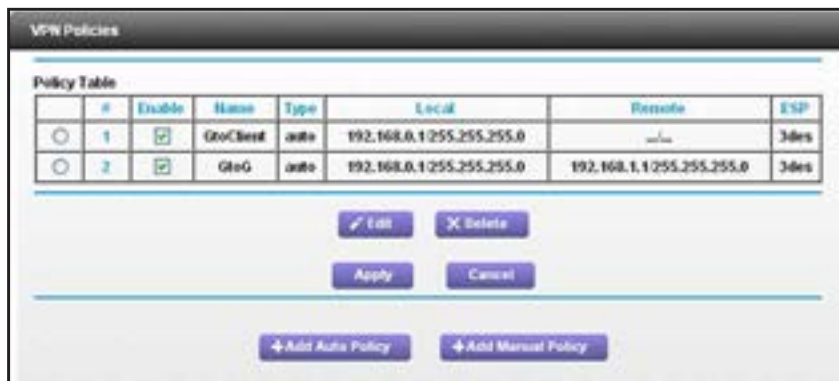 VPN Policies
Policy Table
# Enable Name Type Local Remote ESP
1 GtoClient auto 192.168.0.1/255.255.255.0 ---/--- 3des
2 GtoG auto 192.168.0.1/255.255.255.0 192.168.1.1/255.255.255.0 3des
Edit Delete
Apply Cancel
+Add Auto Policy +Add Manual Policy